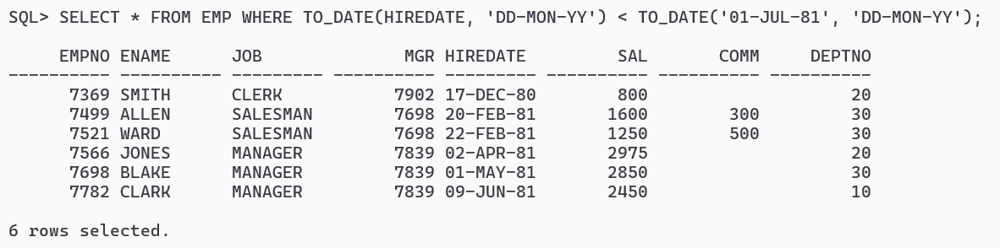 SQL> SELECT * FROM EMP WHERE TO_DATE(HIREDATE, 'DD-MON-YY') < TO_DATE('01-JUL-81', 'DD-MON-YY');
     EMPNO ENAME      JOB              MGR HIREDATE         SAL       COMM     DEPTNO
---------- ---------- --------- ---------- --------- ---------- ---------- ----------
      7369 SMITH      CLERK           7902 17-DEC-80        800                    20
      7499 ALLEN      SALESMAN        7698 20-FEB-81       1600        300         30
      7521 WARD       SALESMAN        7698 22-FEB-81       1250        500         30
      7566 JONES      MANAGER         7839 02-APR-81       2975                    20
      7698 BLAKE      MANAGER         7839 01-MAY-81       2850                    30
      7782 CLARK      MANAGER         7839 09-JUN-81       2450                    10
6 rows selected.